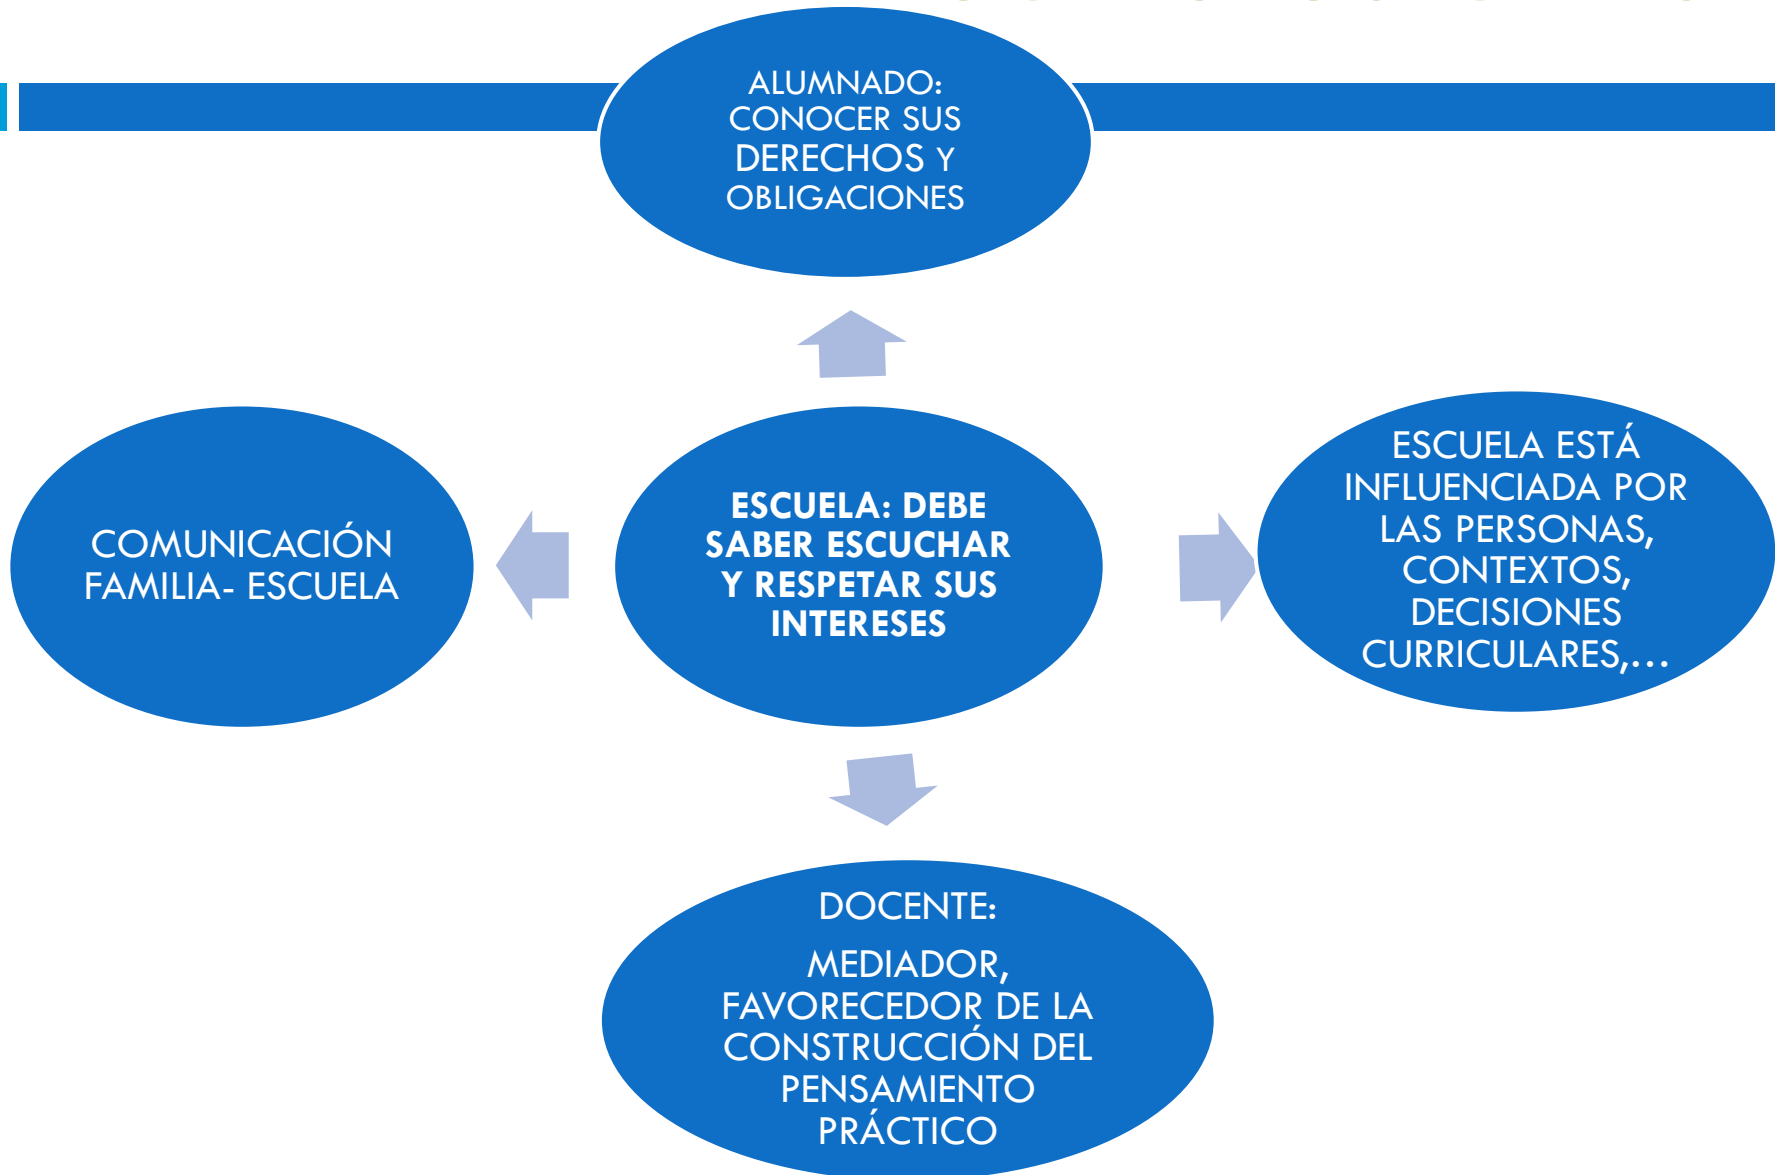 ALUMNADO:
CONOCER SUS
DERECHOS Y
OBLIGACIONES
COMUNICACIÓN
FAMILIA- ESCUELA
ESCUELA: DEBE
SABER ESCUCHAR
Y RESPETAR SUS
INTERESES
ESCUELA ESTÁ
INFLUENCIADA POR
LAS PERSONAS,
CONTEXTOS,
DECISIONES
CURRICULARES,...
DOCENTE:
MEDIADOR,
FAVORECEDOR DE LA
CONSTRUCCIÓN DEL
PENSAMIENTO
PRÁCTICO